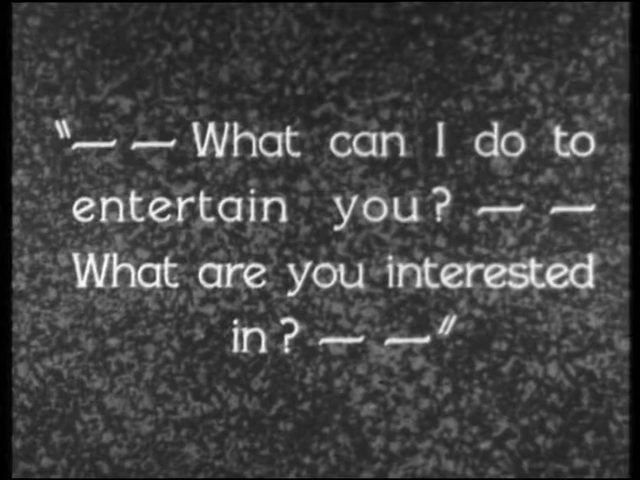 "— — What can I do to
entertain you? — —
What are you interested
in? — —"